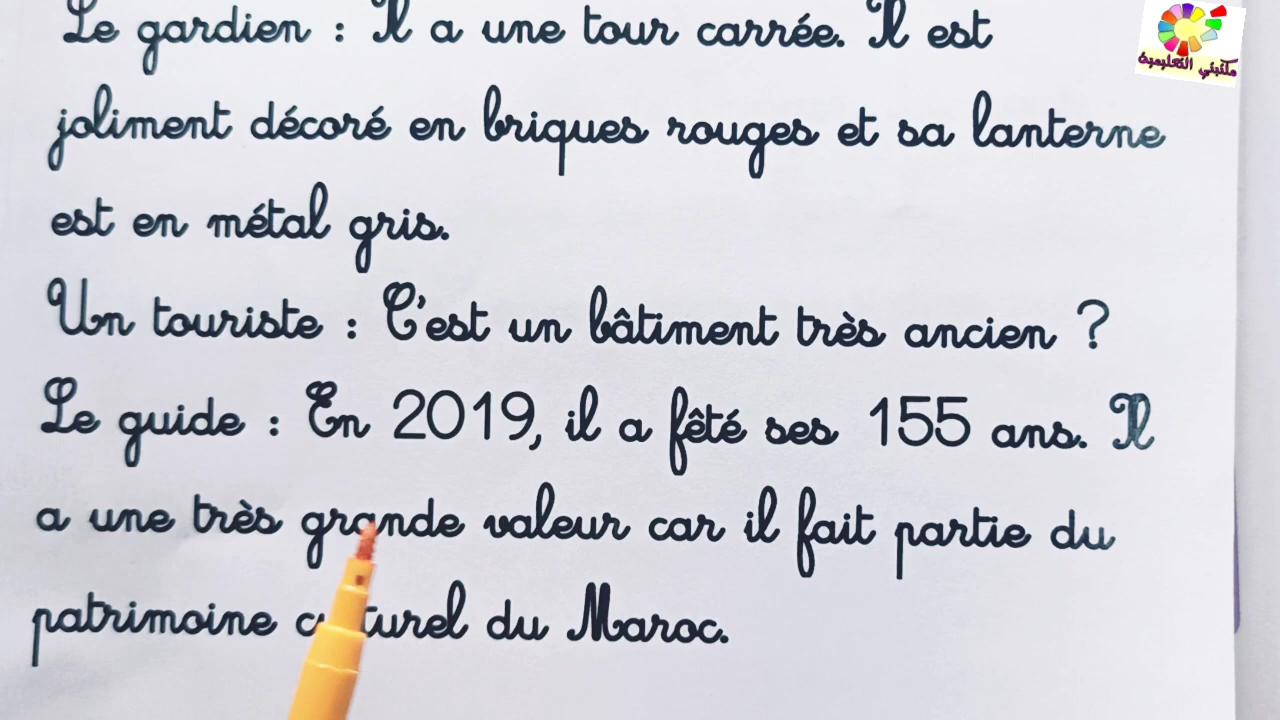 Le gardien : Il a une tour carrée. Il est
joliment décoré en briques rouges et sa lanterne
est en métal gris.
Un touriste : C'est un bâtiment très ancien ?
Le guide : En 2019, il a fêté ses 155 ans. Il
a une très grande valeur car il fait partie du
patrimoine culturel du Maroc.
مكتبتي التعليمية